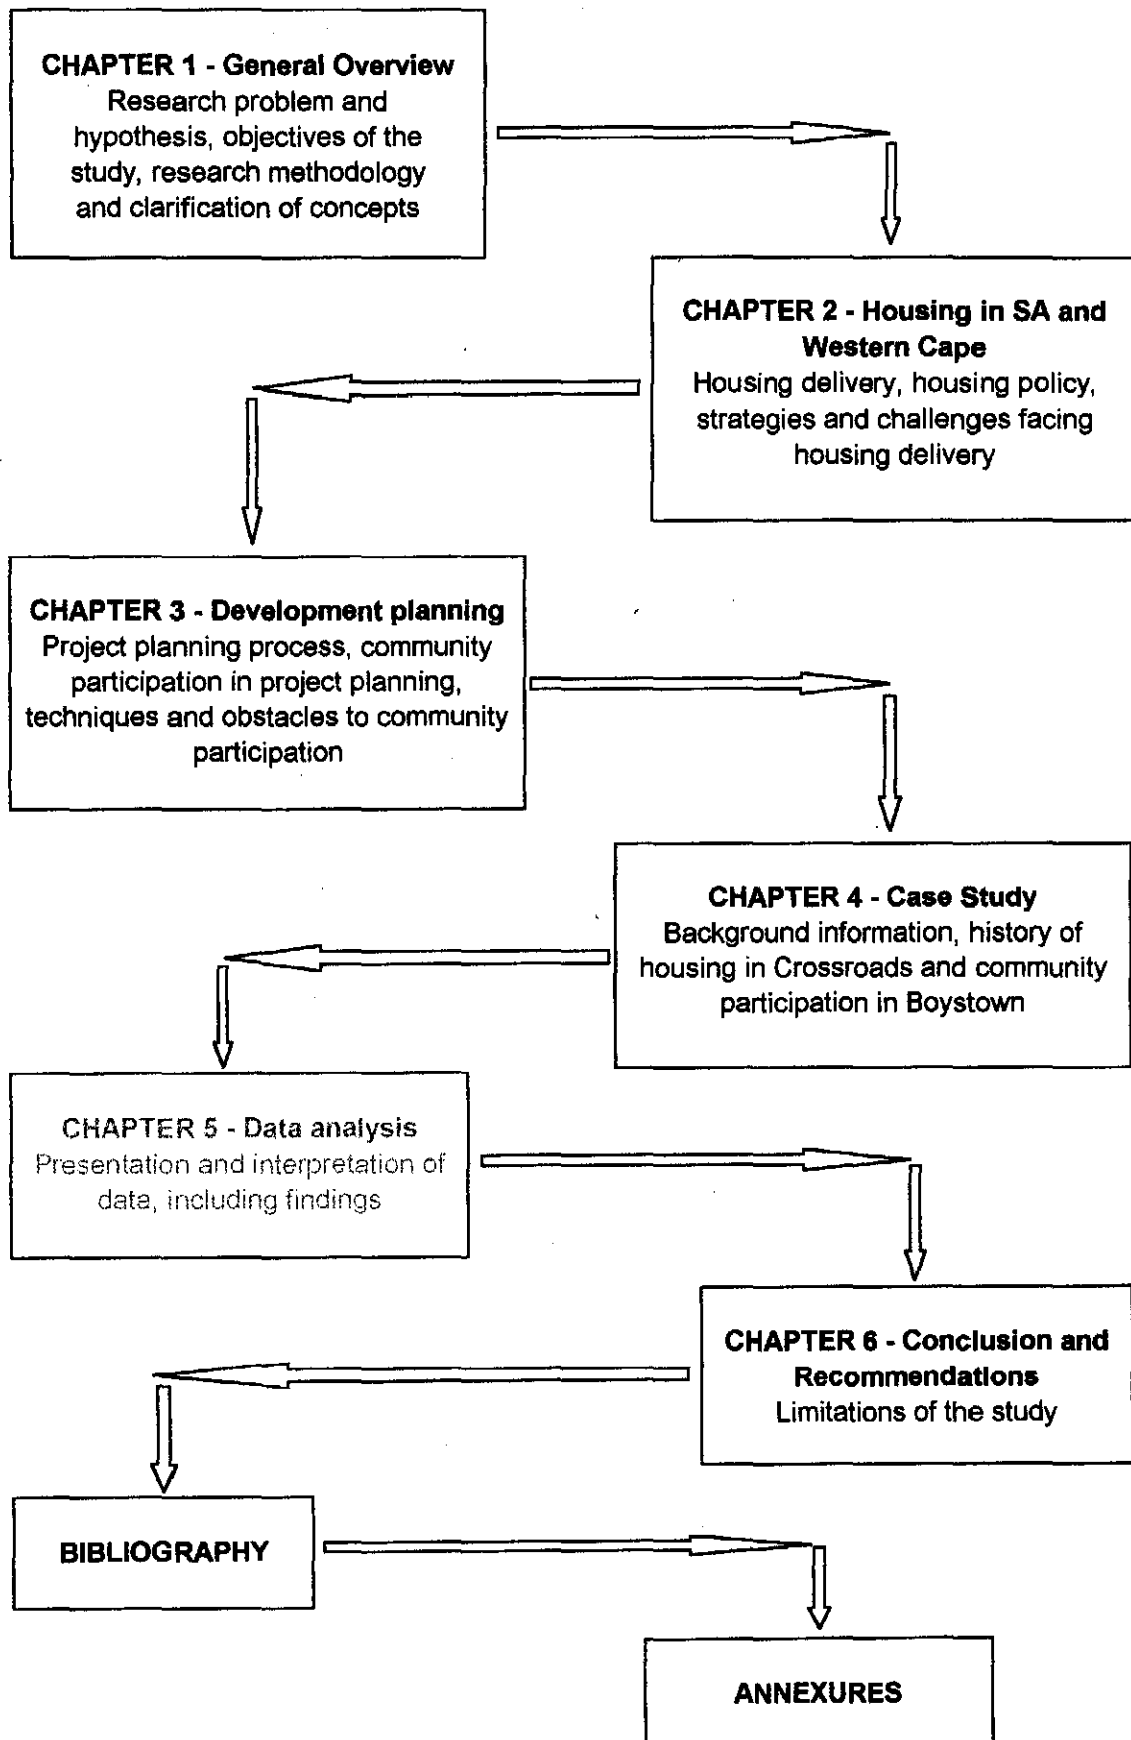 CHAPTER 1 - General Overview
Research problem and
hypothesis, objectives of the
study, research methodology
and clarification of concepts
CHAPTER 2 - Housing in SA and
Western Cape
Housing delivery, housing policy,
strategies and challenges facing
housing delivery
CHAPTER 3 - Development planning
Project planning process, community
participation in project planning,
techniques and obstacles to community
participation
CHAPTER 4 - Case Study
Background information, history of
housing in Crossroads and community
participation in Boystown
CHAPTER 5 - Data analysis
Presentation and interpretation of
data, including findings
CHAPTER 6 - Conclusion and
Recommendations
Limitations of the study
BIBLIOGRAPHY
ANNEXURES